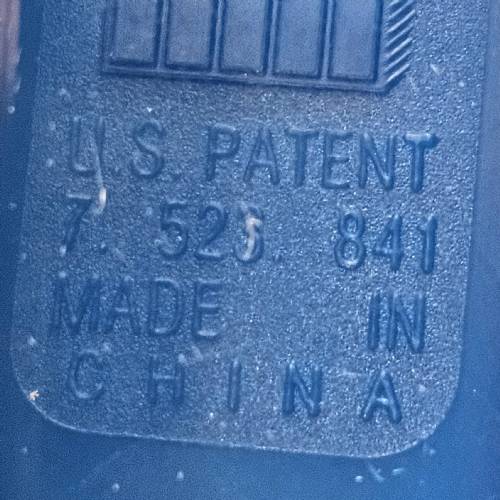 U.S. PATENT
7. 523. 841
MADE IN
CHINA